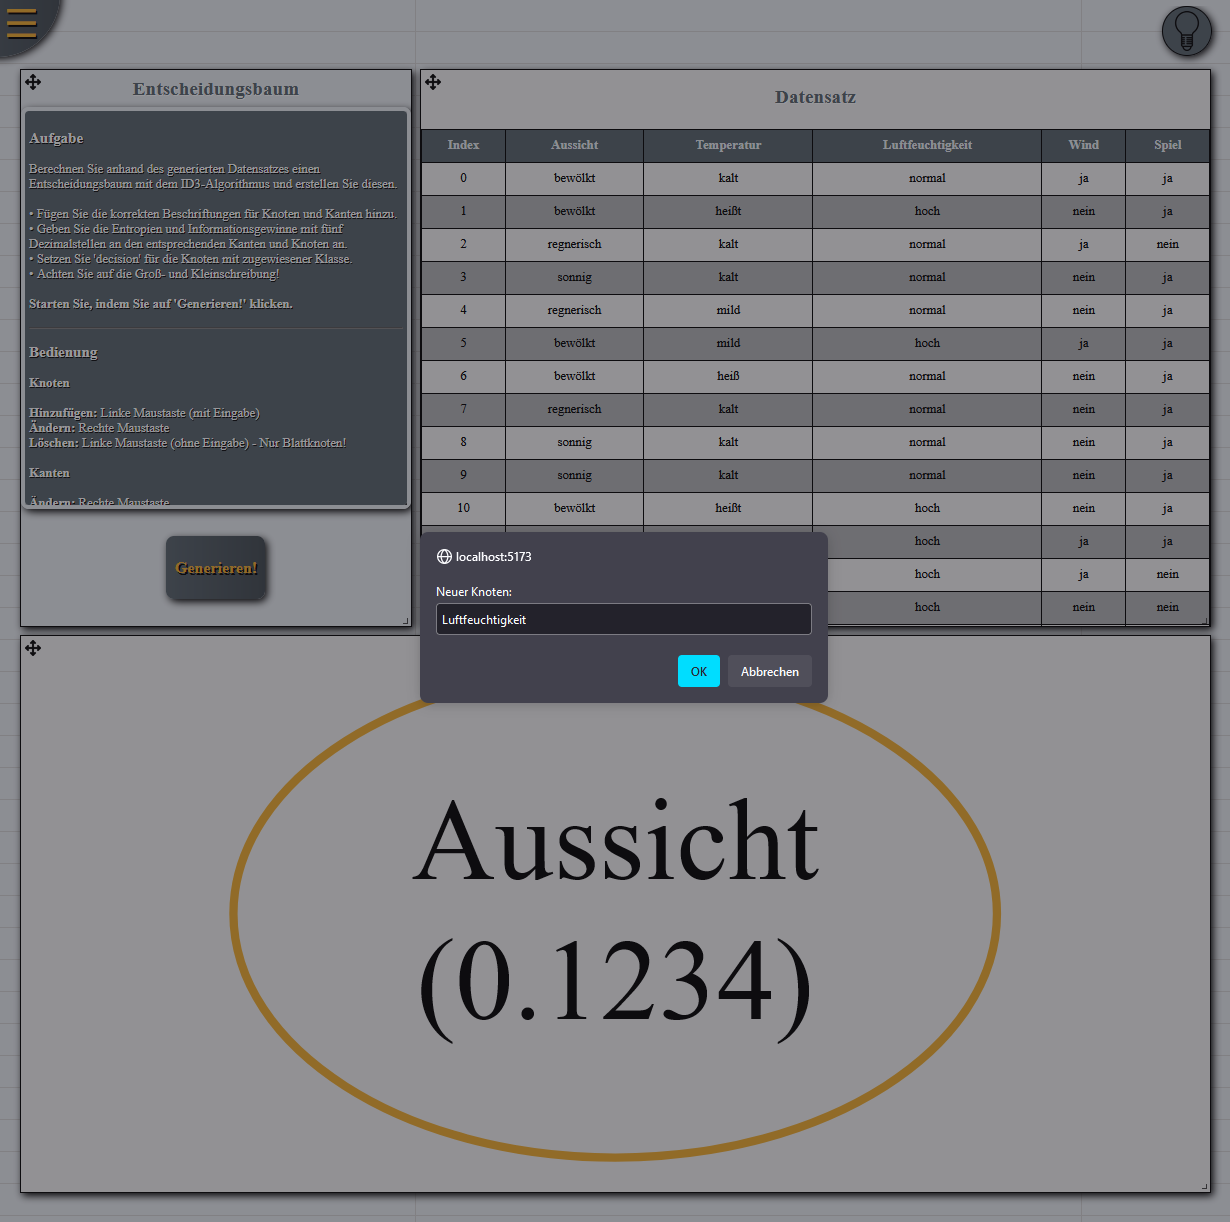 Entscheidungsbaum
Aufgabe
Berechnen Sie anhand des generierten Datensatzes einen
Entscheidungsbaum mit dem ID3-Algorithmus und erstellen Sie diesen.
• Fügen Sie die korrekten Beschriftungen für Knoten und Kanten hinzu.
• Geben Sie die Entropien und Informationsgewinne mit fünf
Dezimalstellen an den entsprechenden Kanten und Knoten an.
• Setzen Sie 'decision' für die Knoten mit zugewiesener Klasse.
• Achten Sie auf die Groß- und Kleinschreibung!
Starten Sie, indem Sie auf 'Generieren!' klicken.
Bedienung
Knoten
Hinzufügen: Linke Maustaste (mit Eingabe)
Ändern: Rechte Maustaste
Löschen: Linke Maustaste (ohne Eingabe) - Nur Blattknoten!
Kanten
Ändern: Rechte Maustaste
Generieren!
Datensatz
Index Aussicht Temperatur Luftfeuchtigkeit Wind Spiel
0 bewölkt kalt normal ja ja
1 bewölkt heißt hoch nein ja
2 regnerisch kalt normal ja nein
3 sonnig kalt normal nein ja
4 regnerisch mild normal nein ja
5 bewölkt mild hoch ja ja
6 bewölkt heiß normal nein ja
7 regnerisch kalt normal nein ja
8 sonnig kalt normal nein ja
9 sonnig kalt normal nein ja
10 bewölkt heißt hoch nein ja
hoch ja ja
hoch ja nein
hoch nein nein
localhost:5173
Neuer Knoten:
Luftfeuchtigkeit
OK Abbrechen
Aussicht
(0.1234)